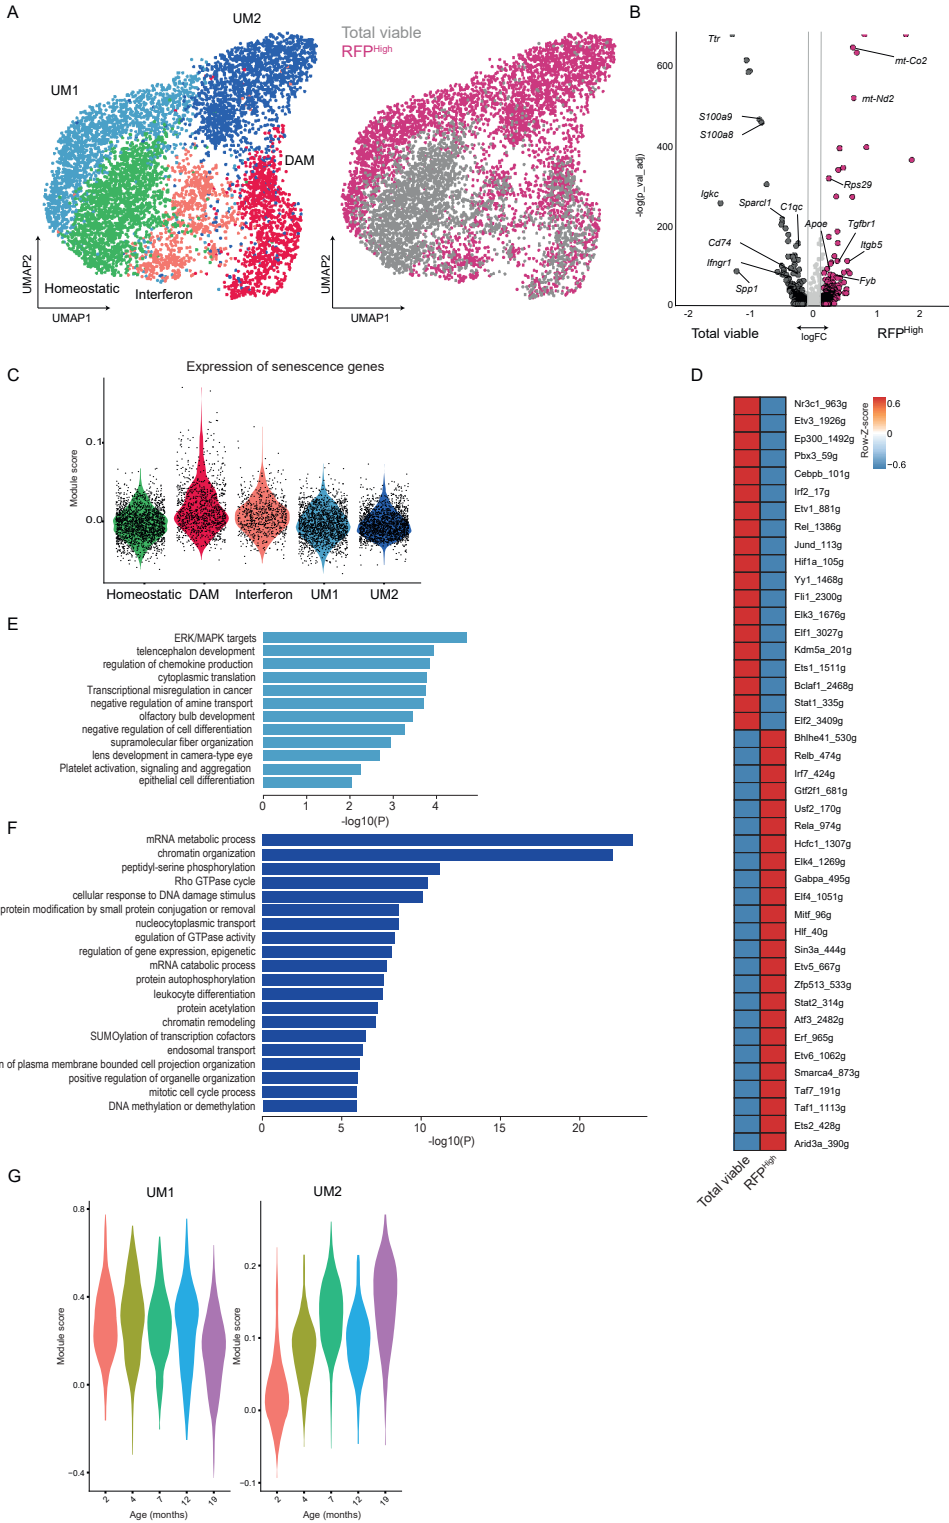 A
UM2
UM1
DAM
Homeostatic
Interferon
UMAP2
UMAP1
Total viable
RFPHigh
UMAP2
UMAP1
B
-log(p_val_adj)
600
400
200
0
Ttr
mt-Co2
mt-Nd2
S100a9
S100a8
Rps29
Igkc
Sparcl1
C1qc
Apoe
Tgfbr1
Cd74
Itgb5
Ifngr1
Spp1
Fyb
-2
-1
0
1
2
Total viable
logFC
RFPHigh
C
Expression of senescence genes
Module score
0.1
0.0
Homeostatic
DAM
Interferon
UM1
UM2
D
Row-Z-score
0.6
0
−0.6
Nr3c1_963g
Etv3_1926g
Ep300_1492g
Pbx3_59g
Cebpb_101g
Irf2_17g
Etv1_881g
Rel_1386g
Jund_113g
Hif1a_105g
Yy1_1468g
Fli1_2300g
Elk3_1676g
Elf1_3027g
Kdm5a_201g
Ets1_1511g
Bclaf1_2468g
Stat1_335g
Elf2_3409g
Bhlhe41_530g
Relb_474g
Irf7_424g
Gtf2f1_681g
Usf2_170g
Rela_974g
Hcfc1_1307g
Elk4_1269g
Gabpa_495g
Elf4_1051g
Mitf_96g
Hlf_40g
Sin3a_444g
Etv5_667g
Zfp513_533g
Stat2_314g
Atf3_2482g
Erf_965g
Etv6_1062g
Smarca4_873g
Taf7_191g
Taf1_1113g
Ets2_428g
Arid3a_390g
Total viable
RFPHigh
E
ERK/MAPK targets
telencephalon development
regulation of chemokine production
cytoplasmic translation
Transcriptional misregulation in cancer
negative regulation of amine transport
olfactory bulb development
negative regulation of cell differentiation
supramolecular fiber organization
lens development in camera-type eye
Platelet activation, signaling and aggregation
epithelial cell differentiation
0
1
2
3
4
-log10(P)
F
mRNA metabolic process
chromatin organization
peptidyl-serine phosphorylation
Rho GTPase cycle
cellular response to DNA damage stimulus
protein modification by small protein conjugation or removal
nucleocytoplasmic transport
egulation of GTPase activity
regulation of gene expression, epigenetic
mRNA catabolic process
protein autophosphorylation
leukocyte differentiation
protein acetylation
chromatin remodeling
SUMOylation of transcription cofactors
endosomal transport
n of plasma membrane bounded cell projection organization
positive regulation of organelle organization
mitotic cell cycle process
DNA methylation or demethylation
0
5
10
15
20
-log10(P)
G
UM1
Module score
0.8
0.4
0.0
−0.4
2
4
7
12
19
Age (months)
UM2
Module score
0.2
0.1
0.0
−0.1
2
4
7
12
19
Age (months)